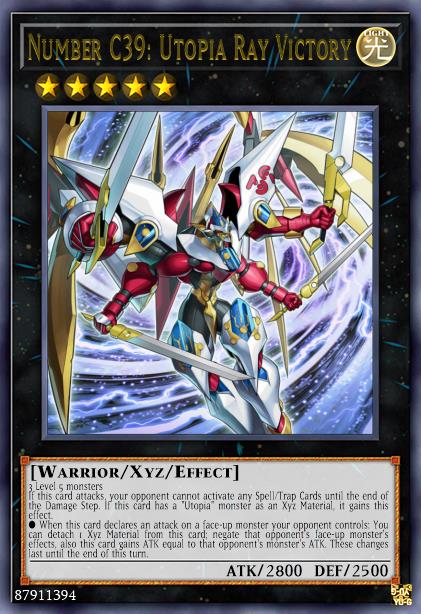 NUMBER C39: UTOPIA RAY VICTORY
LIGHT
光
[WARRIOR/XYZ/EFFECT]
3 Level 5 monsters
If this card attacks, your opponent cannot activate any Spell/Trap Cards until the end of
the Damage Step. If this card has a "Utopia" monster as an Xyz Material, it gains this
effect.
● When this card declares an attack on a face-up monster your opponent controls: You
can detach 1 Xyz Material from this card; negate that opponent's face-up monster's
effects, also this card gains ATK equal to that opponent's monster's ATK. These changes
last until the end of this turn.
ATK/2800 DEF/2500
87911394